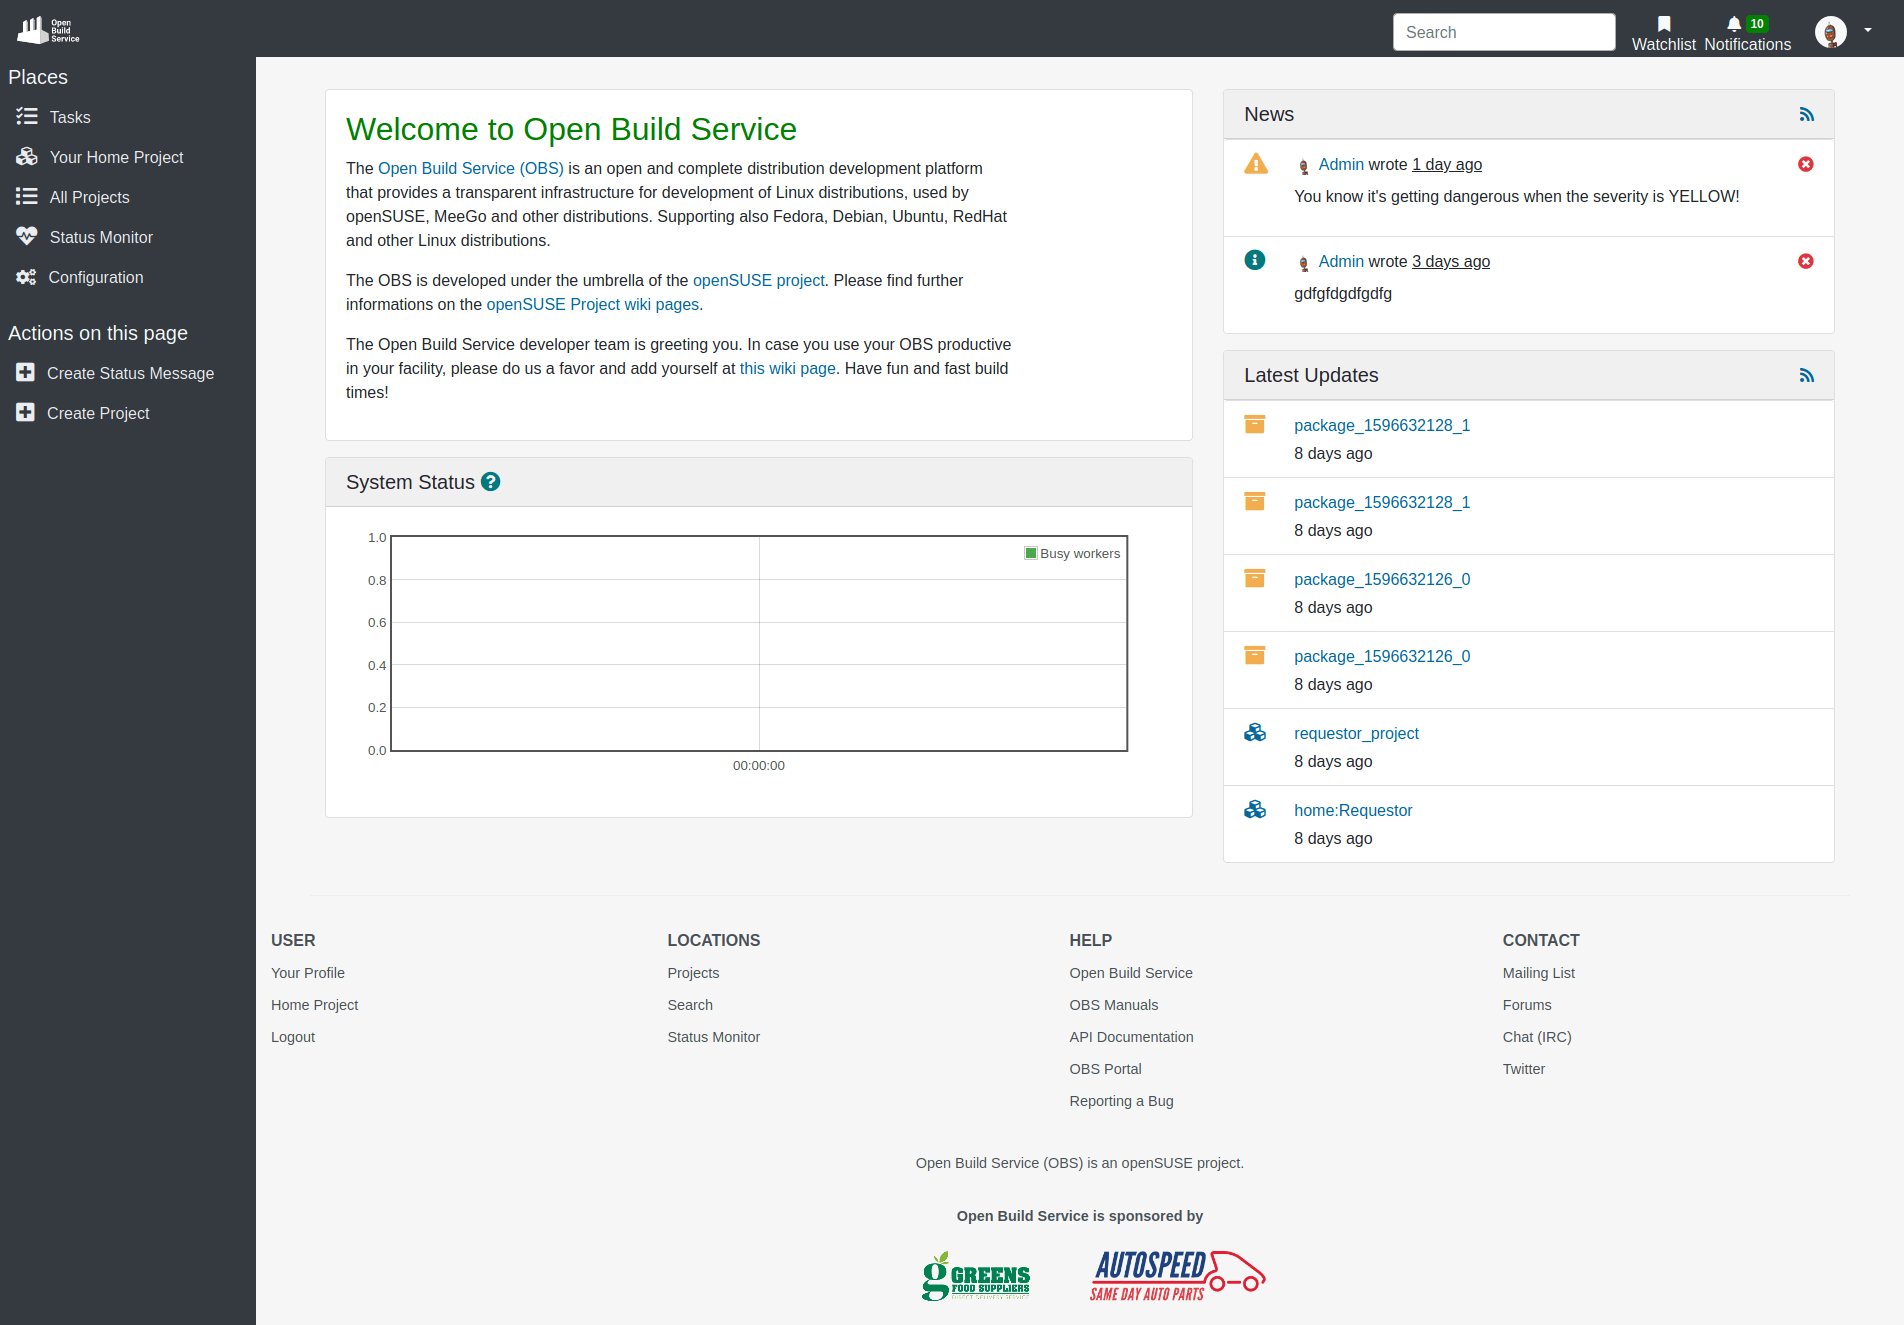 Open
Build
Service
Search
Watchlist
Notifications
10
Places
Tasks
Your Home Project
All Projects
Status Monitor
Configuration
Actions on this page
Create Status Message
Create Project
Welcome to Open Build Service
The Open Build Service (OBS) is an open and complete distribution development platform
that provides a transparent infrastructure for development of Linux distributions, used by
openSUSE, MeeGo and other distributions. Supporting also Fedora, Debian, Ubuntu, RedHat
and other Linux distributions.
The OBS is developed under the umbrella of the openSUSE project. Please find further
informations on the openSUSE Project wiki pages.
The Open Build Service developer team is greeting you. In case you use your OBS productive
in your facility, please do us a favor and add yourself at this wiki page. Have fun and fast build
times!
System Status
1.0
0.8
0.6
0.4
0.2
0.0
Busy workers
00:00:00
News
Admin wrote 1 day ago
You know it's getting dangerous when the severity is YELLOW!
Admin wrote 3 days ago
gdfgfdgdfgdfg
Latest Updates
package_1596632128_1
8 days ago
package_1596632128_1
8 days ago
package_1596632126_0
8 days ago
package_1596632126_0
8 days ago
requestor_project
8 days ago
home:Requestor
8 days ago
USER
Your Profile
Home Project
Logout
LOCATIONS
Projects
Search
Status Monitor
HELP
Open Build Service
OBS Manuals
API Documentation
OBS Portal
Reporting a Bug
CONTACT
Mailing List
Forums
Chat (IRC)
Twitter
Open Build Service (OBS) is an openSUSE project.
Open Build Service is sponsored by
g GREENS
FOOD SUPPLIERS
DIRECT DELIVERY SERVICE
AUTOSPEED
SAME DAY AUTO PARTS